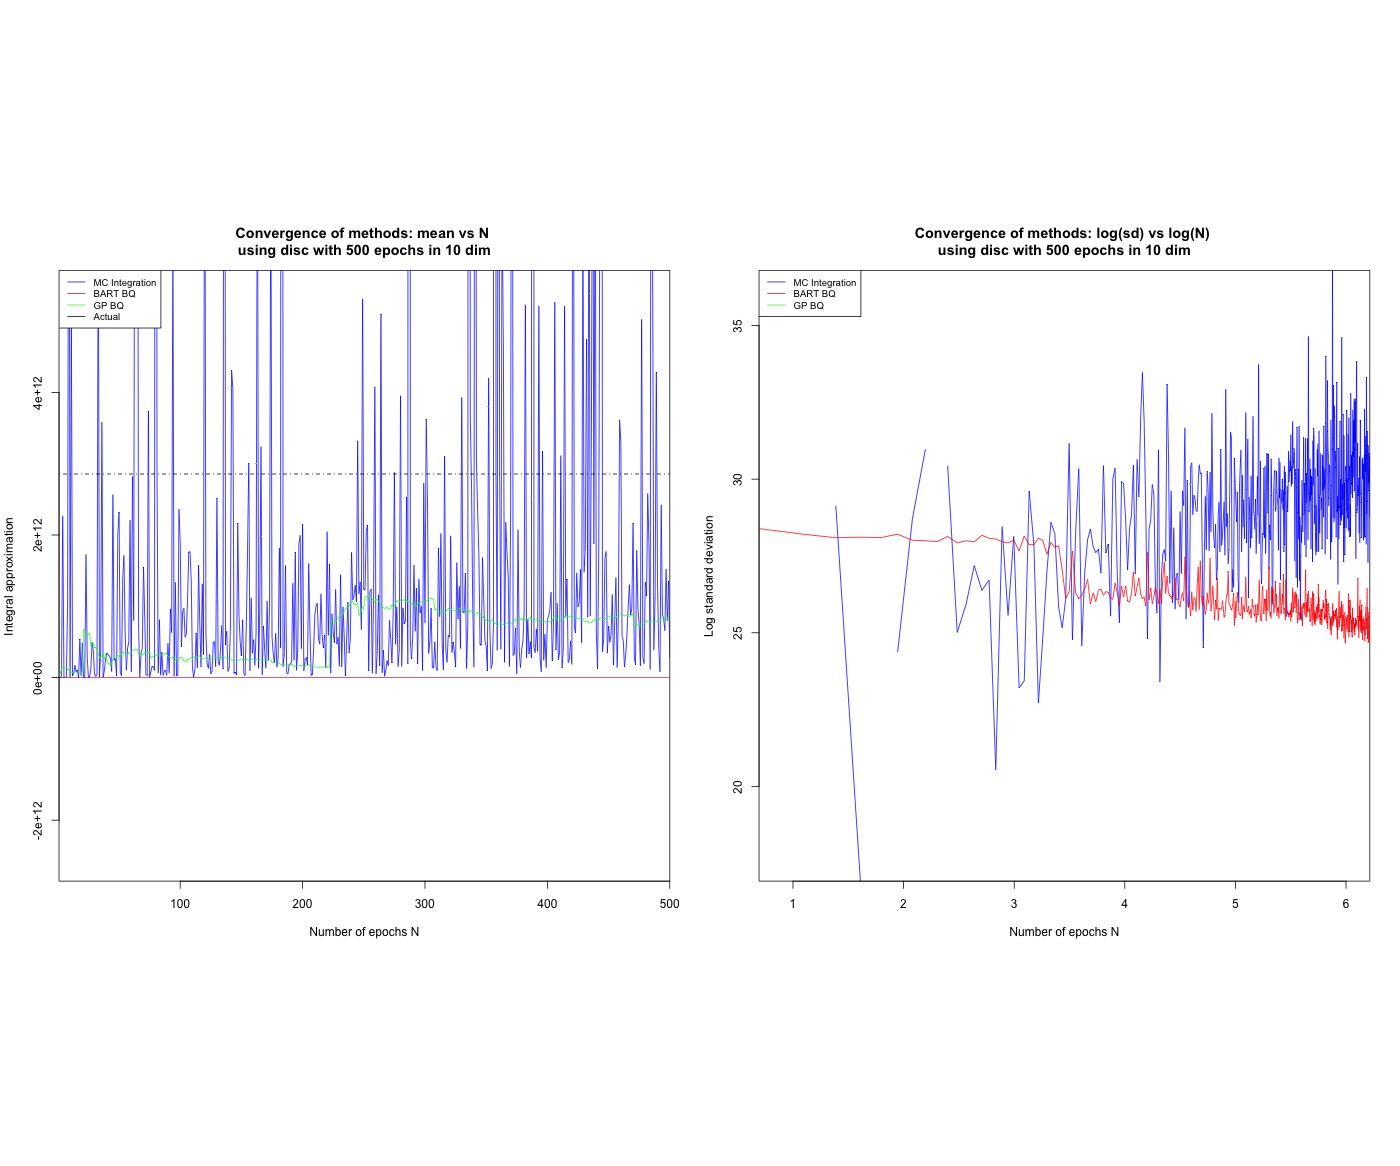 Convergence of methods: mean vs N
using disc with 500 epochs in 10 dim
MC Integration
BART BQ
GP BQ
Actual
Integral approximation
4e+12
2e+12
0e+00
-2e+12
100 200 300 400 500
Number of epochs N
Convergence of methods: log(sd) vs log(N)
using disc with 500 epochs in 10 dim
MC Integration
BART BQ
GP BQ
Log standard deviation
35
30
25
20
1 2 3 4 5 6
Number of epochs N